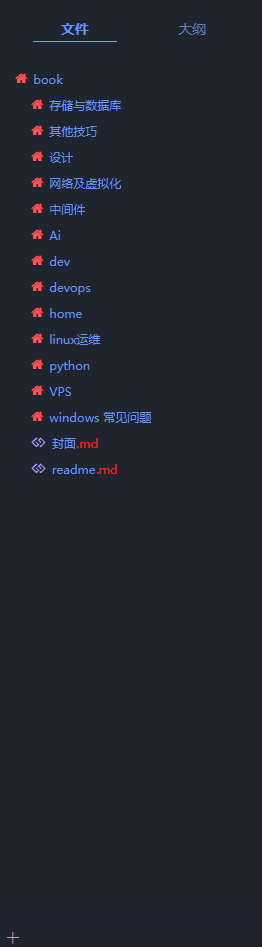 文件 大纲
book
存储与数据库
其他技巧
设计
网络及虚拟化
中间件
Ai
dev
devops
home
linux运维
python
VPS
windows 常见问题
封面.md
readme.md